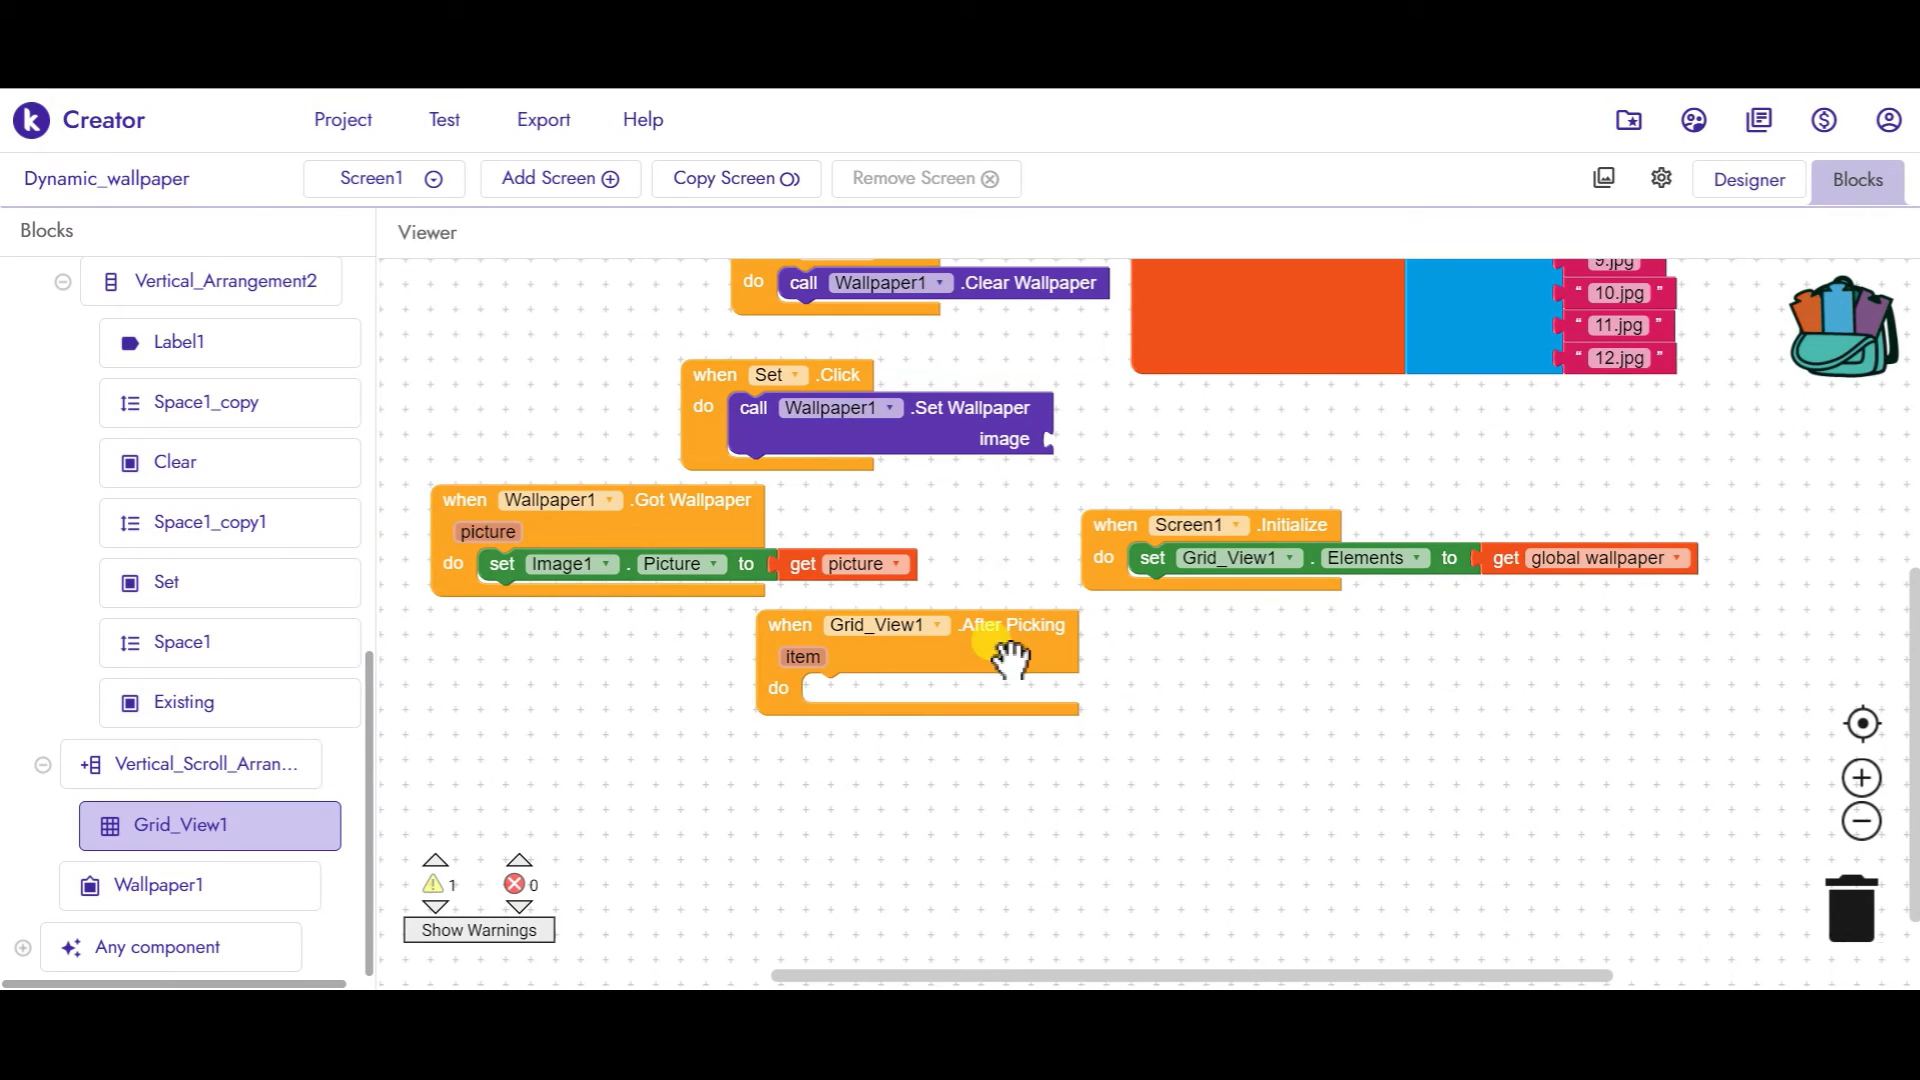 k Creator
Project
Test
Export
Help
Dynamic_wallpaper
Screen1
Add Screen
Copy Screen
Remove Screen
Designer
Blocks
Blocks
Viewer
Vertical_Arrangement2
Label1
Space1_copy
Clear
Space1_copy1
Set
Space1
Existing
Vertical_Scroll_Arran...
Grid_View1
Wallpaper1
Any component
do call Wallpaper1 .Clear Wallpaper
9.jpg
“ 10.jpg ”
“ 11.jpg ”
“ 12.jpg ”
when Set .Click
do call Wallpaper1 .Set Wallpaper
image
when Wallpaper1 .Got Wallpaper
picture
do set Image1 . Picture to get picture
when Screen1 .Initialize
do set Grid_View1 . Elements to get global wallpaper
when Grid_View1 .After Picking
item
do
1
0
Show Warnings